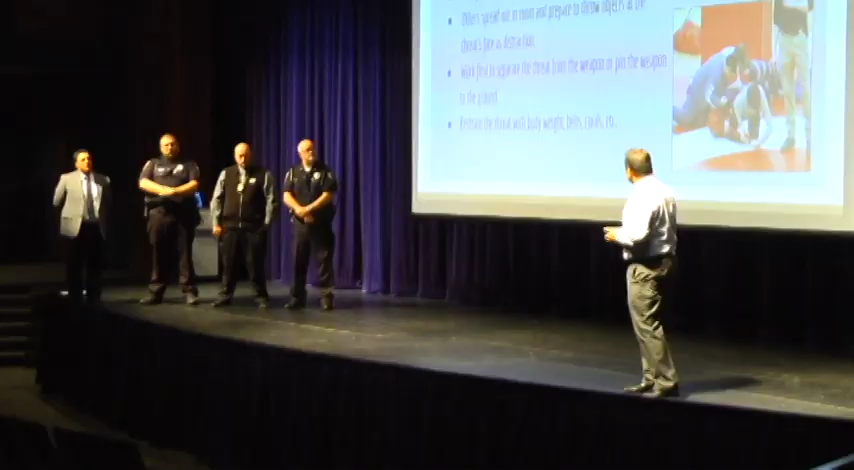 Others spread out in room and prepare to throw objects at the
threat's face as distraction.
Work first to separate the threat from the weapon or pin the weapon
to the ground.
Restrain the threat with body weight, belts, cords, etc.